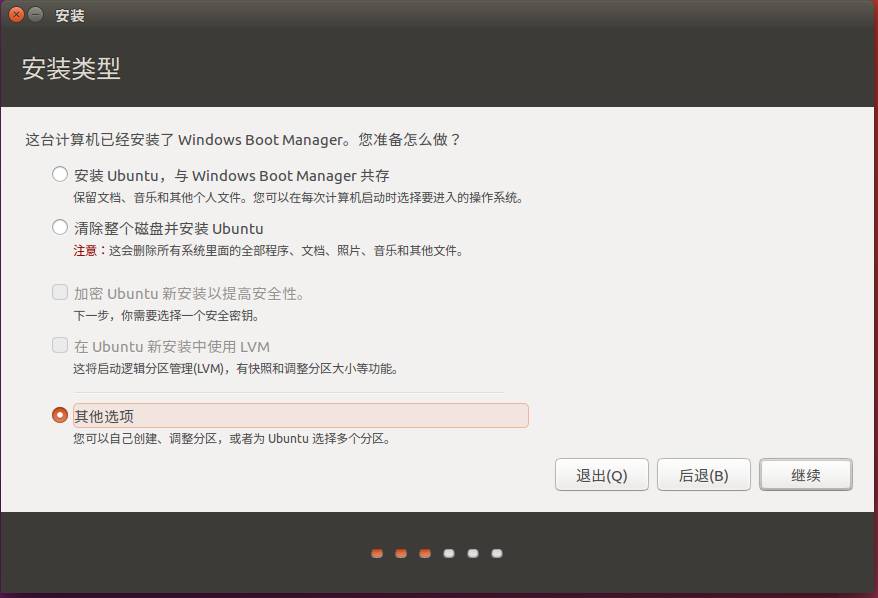 安装
安装类型
这台计算机已经安装了 Windows Boot Manager。您准备怎么做？
安装 Ubuntu，与 Windows Boot Manager 共存
保留文档、音乐和其他个人文件。您可以在每次计算机启动时选择要进入的操作系统。
清除整个磁盘并安装 Ubuntu
注意：这会删除所有系统里面的全部程序、文档、照片、音乐和其他文件。
加密 Ubuntu 新安装以提高安全性。
下一步，你需要选择一个安全密钥。
在 Ubuntu 新安装中使用 LVM
这将启动逻辑分区管理(LVM)，有快照和调整分区大小等功能。
其他选项
您可以自己创建、调整分区，或者为 Ubuntu 选择多个分区。
退出(Q) 后退(B) 继续